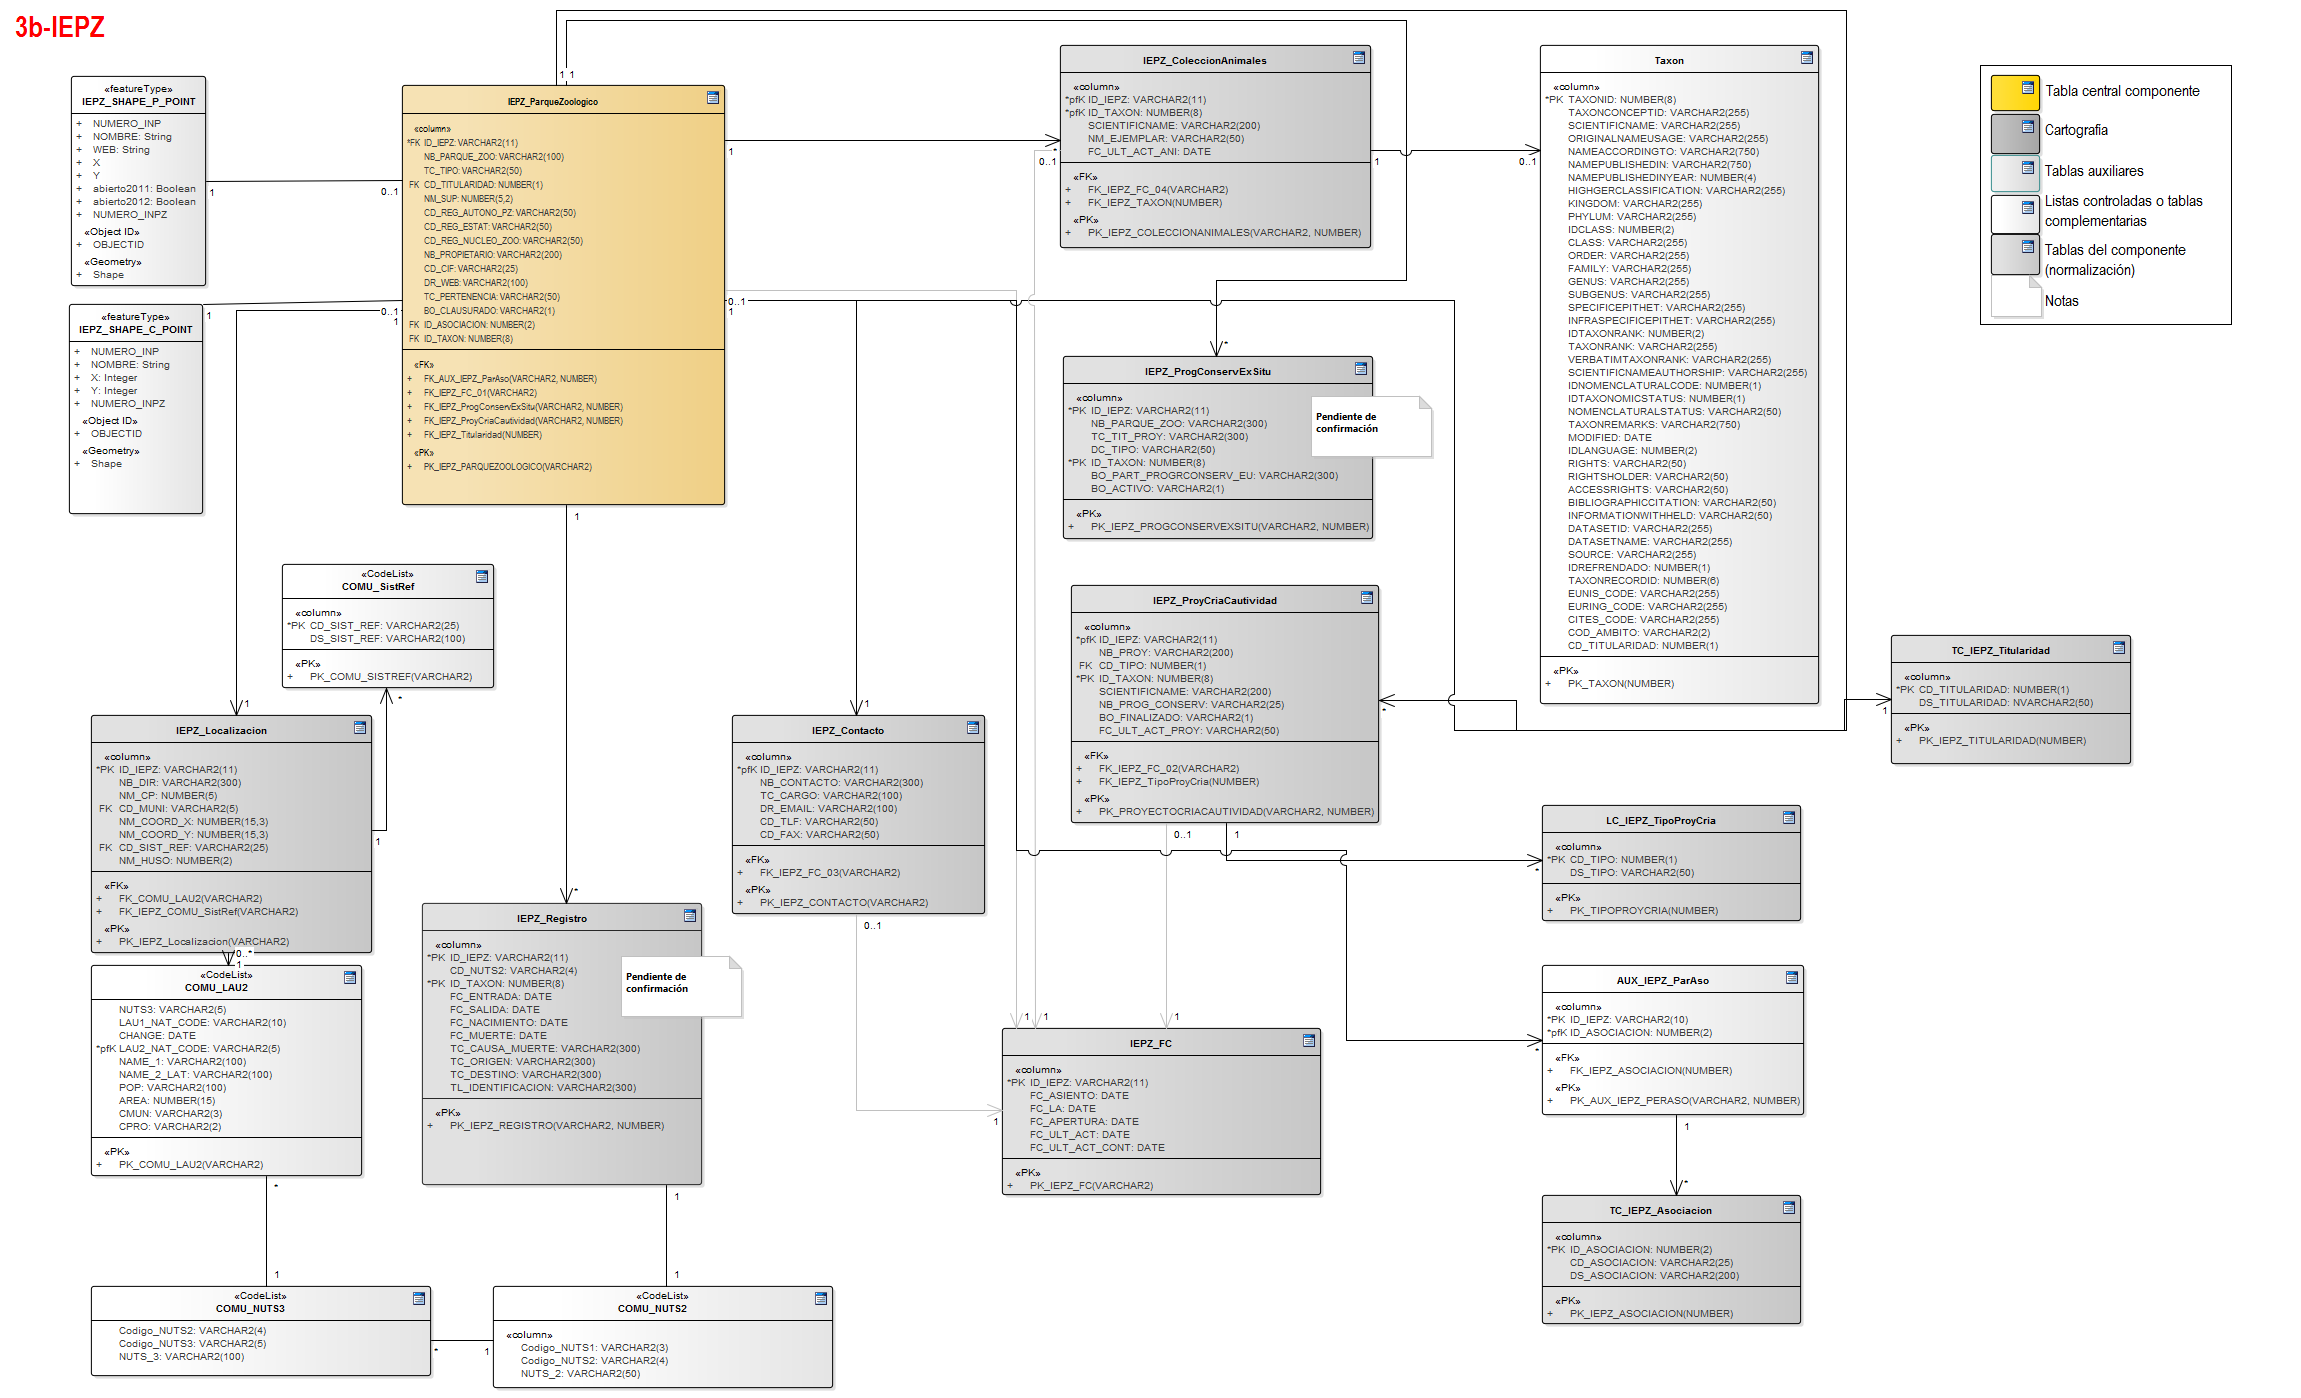 3b-IEPZ
«featureType»
IEPZ_SHAPE_P_POINT
+ NUMERO_INP
+ NOMBRE: String
+ WEB: String
+ X
+ Y
+ abierto2011: Boolean
+ abierto2012: Boolean
+ NUMERO_INPZ
«Object ID»
+ OBJECTID
«Geometry»
+ Shape
1
0..1
«featureType»
IEPZ_SHAPE_C_POINT
+ NUMERO_INP
+ NOMBRE: String
+ X: Integer
+ Y: Integer
+ NUMERO_INPZ
«Object ID»
+ OBJECTID
«Geometry»
+ Shape
1
0..1
1
IEPZ_ParqueZoologico
«column»
*FK ID_IEPZ: VARCHAR2(11)
NB_PARQUE_ZOO: VARCHAR2(100)
TC_TIPO: VARCHAR2(50)
FK CD_TITULARIDAD: NUMBER(1)
NM_SUP: NUMBER(5,2)
CD_REG_AUTONO_PZ: VARCHAR2(50)
CD_REG_ESTAT: VARCHAR2(50)
CD_REG_NUCLEO_ZOO: VARCHAR2(50)
NB_PROPIETARIO: VARCHAR2(200)
CD_CIF: VARCHAR2(25)
DR_WEB: VARCHAR2(100)
TC_PERTENENCIA: VARCHAR2(50)
BO_CLAUSURADO: VARCHAR2(1)
FK ID_ASOCIACION: NUMBER(2)
FK ID_TAXON: NUMBER(8)
«FK»
+ FK_AUX_IEPZ_ParAso(VARCHAR2, NUMBER)
+ FK_IEPZ_FC_01(VARCHAR2)
+ FK_IEPZ_ProgConservExSitu(VARCHAR2, NUMBER)
+ FK_IEPZ_ProyCriaCautividad(VARCHAR2, NUMBER)
+ FK_IEPZ_Titularidad(NUMBER)
«PK»
+ PK_IEPZ_PARQUEZOOLOGICO(VARCHAR2)
1 1
1
0..1
1
1
IEPZ_ColeccionAnimales
«column»
*pfK ID_IEPZ: VARCHAR2(11)
*pfK ID_TAXON: NUMBER(8)
SCIENTIFICNAME: VARCHAR2(200)
NM_EJEMPLAR: VARCHAR2(50)
FC_ULT_ACT_ANI: DATE
«FK»
+ FK_IEPZ_FC_04(VARCHAR2)
+ FK_IEPZ_TAXON(NUMBER)
«PK»
+ PK_IEPZ_COLECCIONANIMALES(VARCHAR2, NUMBER)
*
0..1
1
0..1
Taxon
«column»
*PK TAXONID: NUMBER(8)
TAXONCONCEPTID: VARCHAR2(255)
SCIENTIFICNAME: VARCHAR2(255)
ORIGINALNAMEUSAGE: VARCHAR2(255)
NAMEACCORDINGTO: VARCHAR2(750)
NAMEPUBLISHEDIN: VARCHAR2(750)
NAMEPUBLISHEDINYEAR: NUMBER(4)
HIGHGERCLASSIFICATION: VARCHAR2(255)
KINGDOM: VARCHAR2(255)
PHYLUM: VARCHAR2(255)
IDCLASS: NUMBER(2)
CLASS: VARCHAR2(255)
ORDER: VARCHAR2(255)
FAMILY: VARCHAR2(255)
GENUS: VARCHAR2(255)
SUBGENUS: VARCHAR2(255)
SPECIFICEPITHET: VARCHAR2(255)
INFRASPECIFICEPITHET: VARCHAR2(255)
IDTAXONRANK: NUMBER(2)
TAXONRANK: VARCHAR2(255)
VERBATIMTAXONRANK: VARCHAR2(255)
SCIENTIFICNAMEAUTHORSHIP: VARCHAR2(255)
IDNOMENCLATURALCODE: NUMBER(1)
IDTAXONOMICSTATUS: NUMBER(1)
NOMENCLATURALSTATUS: VARCHAR2(50)
TAXONREMARKS: VARCHAR2(750)
MODIFIED: DATE
IDLANGUAGE: NUMBER(2)
RIGHTS: VARCHAR2(50)
RIGHTSHOLDER: VARCHAR2(50)
ACCESSRIGHTS: VARCHAR2(50)
BIBLIOGRAPHICCITATION: VARCHAR2(50)
INFORMATIONWITHHELD: VARCHAR2(50)
DATASETID: VARCHAR2(255)
DATASETNAME: VARCHAR2(255)
SOURCE: VARCHAR2(255)
IDREFRENDADO: NUMBER(1)
TAXONRECORDID: NUMBER(6)
EUNIS_CODE: VARCHAR2(255)
EURING_CODE: VARCHAR2(255)
CITES_CODE: VARCHAR2(255)
COD_AMBITO: VARCHAR2(2)
CD_TITULARIDAD: NUMBER(1)
«PK»
+ PK_TAXON(NUMBER)
Tabla central componente
Cartografia
Tablas auxiliares
Listas controladas o tablas
complementarias
Tablas del componente
(normalización)
Notas
*
IEPZ_ProgConservExSitu
«column»
*PK ID_IEPZ: VARCHAR2(11)
NB_PARQUE_ZOO: VARCHAR2(300)
TC_TIT_PROY: VARCHAR2(300)
DC_TIPO: VARCHAR2(50)
*PK ID_TAXON: NUMBER(8)
BO_PART_PROGRCONSERV_EU: VARCHAR2(300)
BO_ACTIVO: VARCHAR2(1)
«PK»
+ PK_IEPZ_PROGCONSERVEXSITU(VARCHAR2, NUMBER)
Pendiente de
confirmación
«CodeList»
COMU_SistRef
«column»
*PK CD_SIST_REF: VARCHAR2(25)
DS_SIST_REF: VARCHAR2(100)
«PK»
+ PK_COMU_SISTREF(VARCHAR2)
*
1
IEPZ_ProyCriaCautividad
«column»
*pfK ID_IEPZ: VARCHAR2(11)
NB_PROY: VARCHAR2(200)
FK CD_TIPO: NUMBER(1)
*PK ID_TAXON: NUMBER(8)
SCIENTIFICNAME: VARCHAR2(200)
NB_PROG_CONSERV: VARCHAR2(25)
BO_FINALIZADO: VARCHAR2(1)
FC_ULT_ACT_PROY: VARCHAR2(50)
«FK»
+ FK_IEPZ_FC_02(VARCHAR2)
+ FK_IEPZ_TipoProyCria(NUMBER)
«PK»
+ PK_PROYECTOCRIACAUTIVIDAD(VARCHAR2, NUMBER)
*
0..1
1
TC_IEPZ_Titularidad
«column»
*PK CD_TITULARIDAD: NUMBER(1)
DS_TITULARIDAD: NVARCHAR2(50)
«PK»
+ PK_IEPZ_TITULARIDAD(NUMBER)
1
1
IEPZ_Localizacion
«column»
*PK ID_IEPZ: VARCHAR2(11)
NB_DIR: VARCHAR2(300)
NM_CP: NUMBER(5)
FK CD_MUNI: VARCHAR2(5)
NM_COORD_X: NUMBER(15,3)
NM_COORD_Y: NUMBER(15,3)
FK CD_SIST_REF: VARCHAR2(25)
NM_HUSO: NUMBER(2)
«FK»
+ FK_COMU_LAU2(VARCHAR2)
+ FK_IEPZ_COMU_SistRef(VARCHAR2)
«PK»
+ PK_IEPZ_Localizacion(VARCHAR2)
1
0..*
1
IEPZ_Contacto
«column»
*pfK ID_IEPZ: VARCHAR2(11)
NB_CONTACTO: VARCHAR2(300)
TC_CARGO: VARCHAR2(100)
DR_EMAIL: VARCHAR2(100)
CD_TLF: VARCHAR2(50)
CD_FAX: VARCHAR2(50)
«FK»
+ FK_IEPZ_FC_03(VARCHAR2)
«PK»
+ PK_IEPZ_CONTACTO(VARCHAR2)
0..1
LC_IEPZ_TipoProyCria
«column»
*PK CD_TIPO: NUMBER(1)
DS_TIPO: VARCHAR2(50)
«PK»
+ PK_TIPOPROYCRIA(NUMBER)
*
*
IEPZ_Registro
«column»
*PK ID_IEPZ: VARCHAR2(11)
CD_NUTS2: VARCHAR2(4)
*PK ID_TAXON: NUMBER(8)
FC_ENTRADA: DATE
FC_SALIDA: DATE
FC_NACIMIENTO: DATE
FC_MUERTE: DATE
TC_CAUSA_MUERTE: VARCHAR2(300)
TC_ORIGEN: VARCHAR2(300)
TC_DESTINO: VARCHAR2(300)
TL_IDENTIFICACION: VARCHAR2(300)
«PK»
+ PK_IEPZ_REGISTRO(VARCHAR2, NUMBER)
Pendiente de
confirmación
1
1
«CodeList»
COMU_LAU2
NUTS3: VARCHAR2(5)
LAU1_NAT_CODE: VARCHAR2(10)
CHANGE: DATE
*pfK LAU2_NAT_CODE: VARCHAR2(5)
NAME_1: VARCHAR2(100)
NAME_2_LAT: VARCHAR2(100)
POP: VARCHAR2(100)
AREA: NUMBER(15)
CMUN: VARCHAR2(3)
CPRO: VARCHAR2(2)
«PK»
+ PK_COMU_LAU2(VARCHAR2)
*
1
1 1
1
1
IEPZ_FC
«column»
*PK ID_IEPZ: VARCHAR2(11)
FC_ASIENTO: DATE
FC_LA: DATE
FC_APERTURA: DATE
FC_ULT_ACT: DATE
FC_ULT_ACT_CONT: DATE
«PK»
+ PK_IEPZ_FC(VARCHAR2)
AUX_IEPZ_ParAso
«column»
*PK ID_IEPZ: VARCHAR2(10)
*pfK ID_ASOCIACION: NUMBER(2)
«FK»
+ FK_IEPZ_ASOCIACION(NUMBER)
«PK»
+ PK_AUX_IEPZ_PERASO(VARCHAR2, NUMBER)
*
1
*
TC_IEPZ_Asociacion
«column»
*PK ID_ASOCIACION: NUMBER(2)
CD_ASOCIACION: VARCHAR2(25)
DS_ASOCIACION: VARCHAR2(200)
«PK»
+ PK_IEPZ_ASOCIACION(NUMBER)
«CodeList»
COMU_NUTS3
Codigo_NUTS2: VARCHAR2(4)
Codigo_NUTS3: VARCHAR2(5)
NUTS_3: VARCHAR2(100)
*
1
«CodeList»
COMU_NUTS2
«column»
Codigo_NUTS1: VARCHAR2(3)
Codigo_NUTS2: VARCHAR2(4)
NUTS_2: VARCHAR2(50)